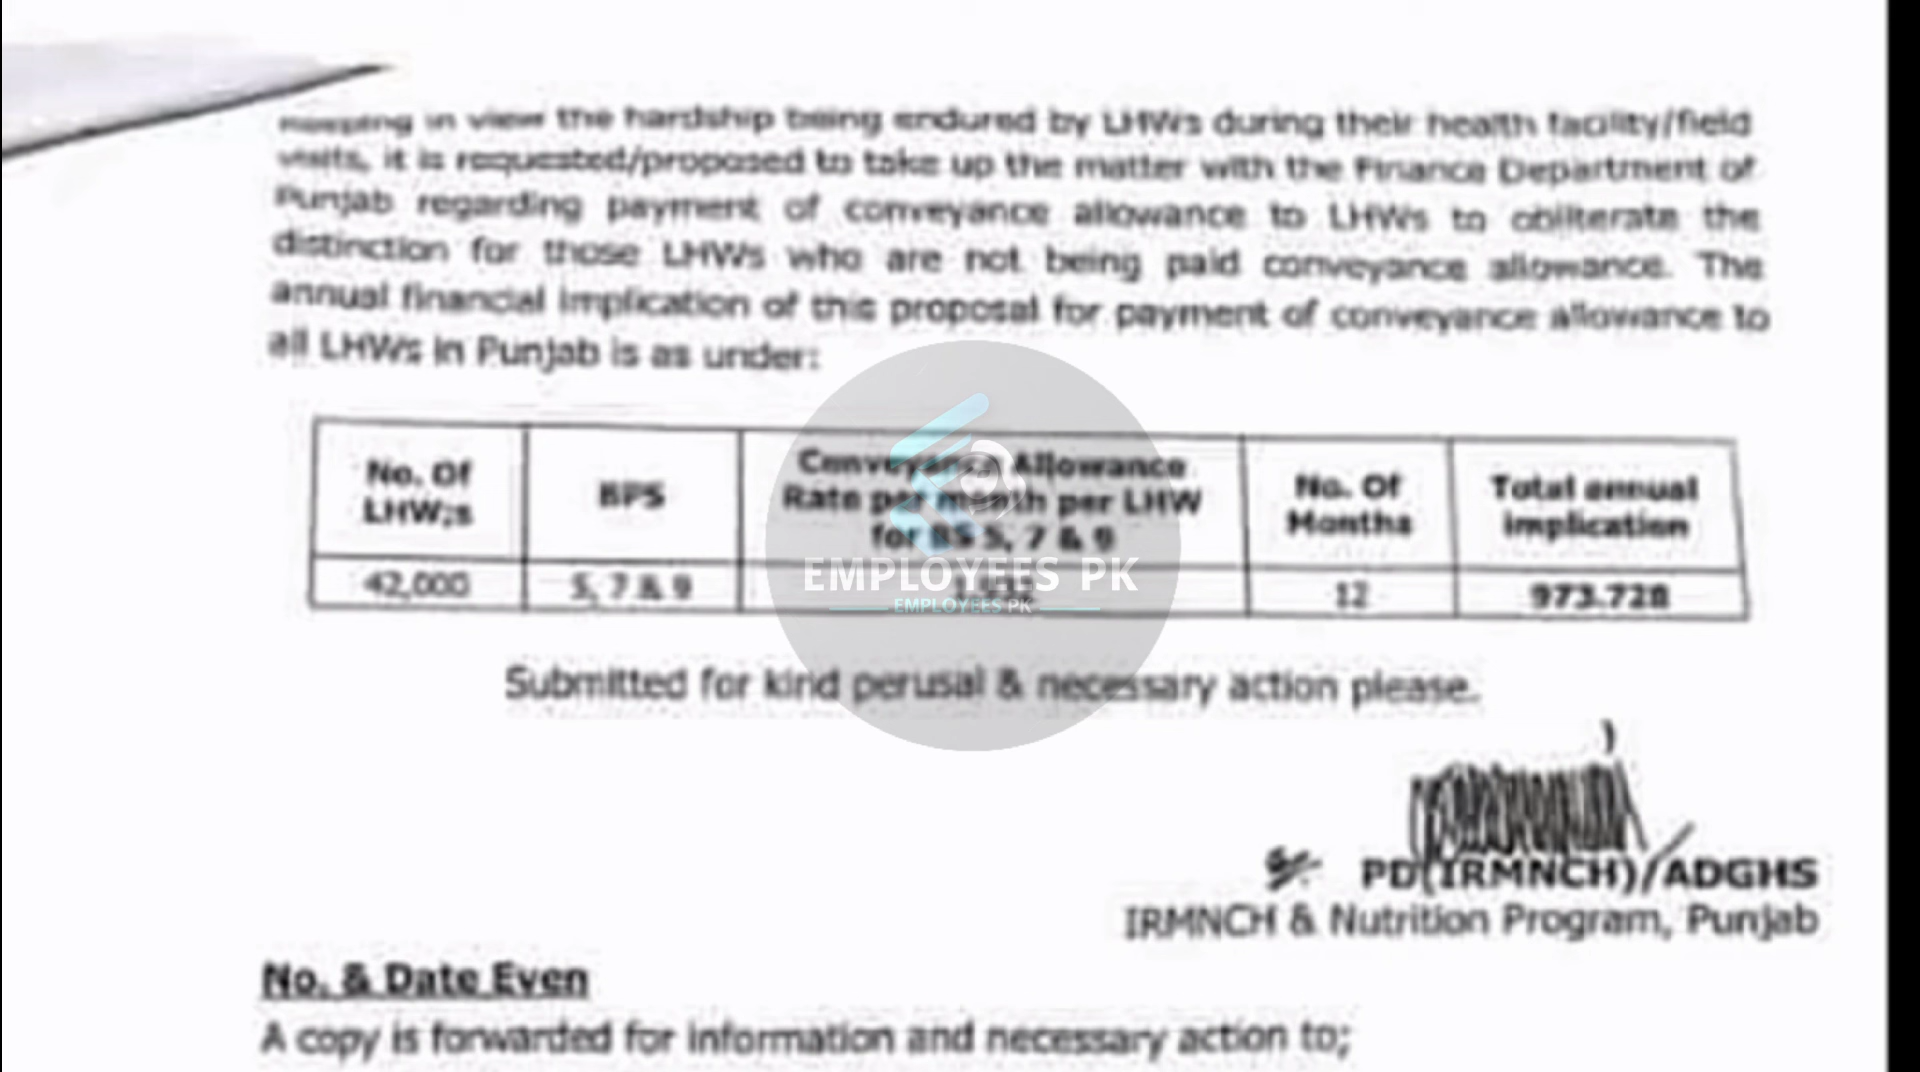 keeping in view the hardship being endured by LHWs during their health facility/field
visits, it is requested/proposed to take up the matter with the Finance Department of
Punjab regarding payment of conveyance allowance to LHWs to obliterate the
distinction for those LHWs who are not being paid conveyance allowance. The
annual financial implication of this proposal for payment of conveyance allowance to
all LHWs in Punjab is as under:
No. Of LHW;s
BPS
Conveyance Allowance Rate per month per LHW for BS 5, 7 & 9
No. Of Months
Total annual implication
42,000
5, 7 & 9
12
973.728
EMPLOYEES PK
EMPLOYEES PK
Submitted for kind perusal & necessary action please.
PD(IRMNCH)/ADGHS
IRMNCH & Nutrition Program, Punjab
No. & Date Even
A copy is forwarded for information and necessary action to;